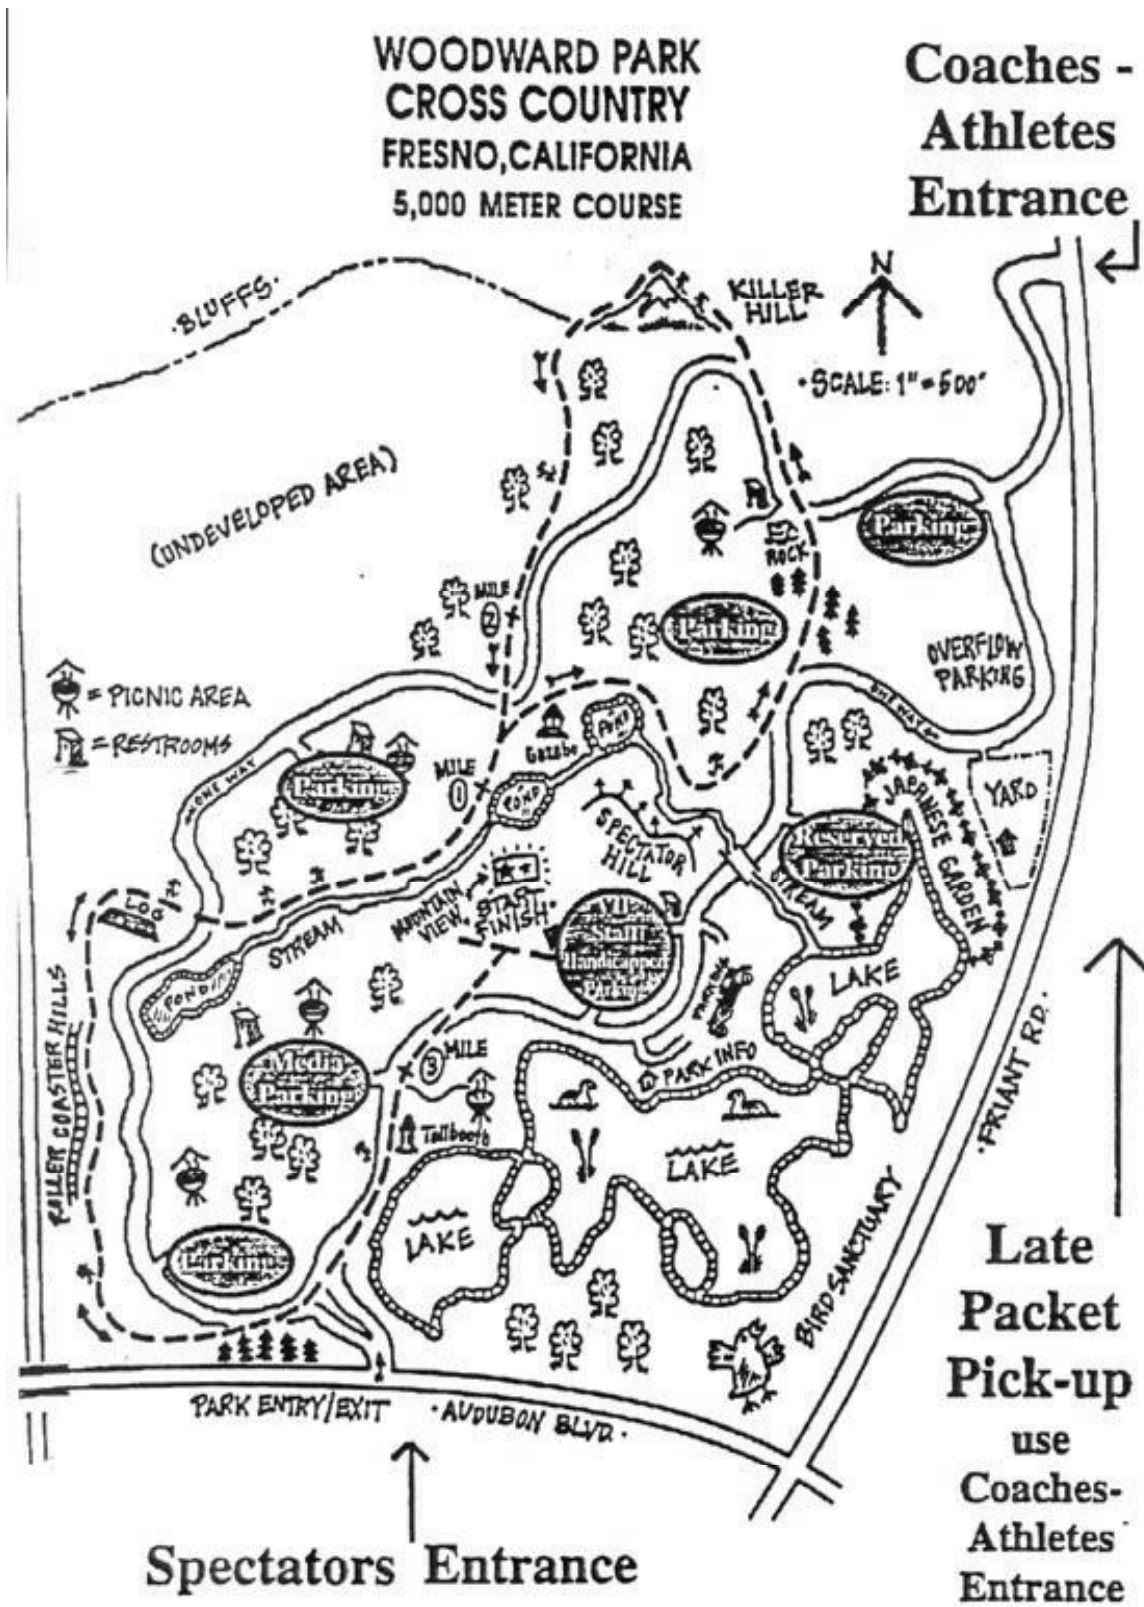 WOODWARD PARK
CROSS COUNTRY
FRESNO, CALIFORNIA
5,000 METER COURSE
Coaches -
Athletes
Entrance
N
KILLER
HILL
·BLUFFS·
·SCALE: 1"=500'
(UNDEVELOPED AREA)
Parking
ROCK
MILE
2
Parking
OVERFLOW
PARKING
= PICNIC AREA
= RESTROOMS
ONE WAY
POND
Gazebo
ONE WAY
Parking
MILE
1
POND
JAPANESE GARDEN
YARD
SPECTATOR
HILL
Reserved
Parking
LOG
MOUNTAIN
VIEW
START
FINISH
STREAM
STREAM
Staff
Handicapped
Parking
POND
LAKE
ROLLER COASTER HILLS
PARKING
Media
Parking
3
MILE
PARK INFO
Tollbooth
LAKE
LAKE
·FRIANT RD.·
BIRD SANCTUARY
Parking
PARK ENTRY/EXIT
·AUDUBON BLVD.·
Late
Packet
Pick-up
use
Coaches-
Athletes
Entrance
Spectators Entrance